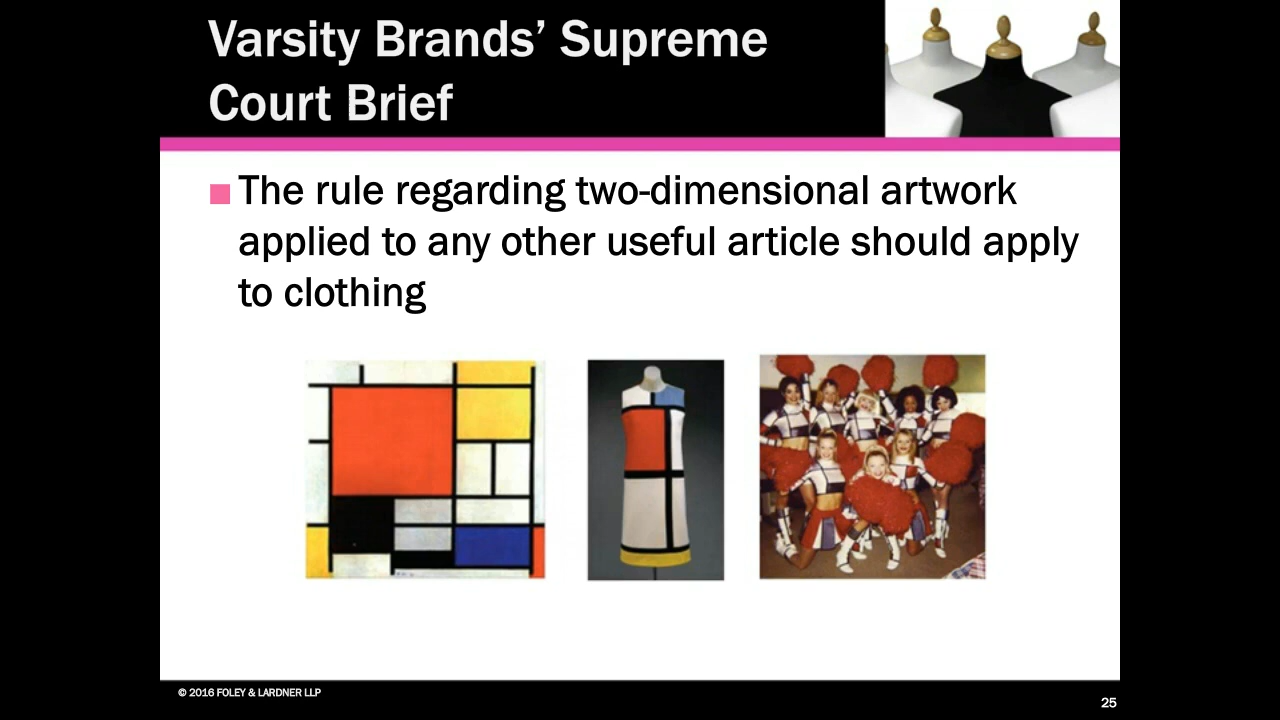 Varsity Brands’ Supreme
Court Brief
The rule regarding two-dimensional artwork
applied to any other useful article should apply
to clothing
© 2016 FOLEY & LARDNER LLP
25